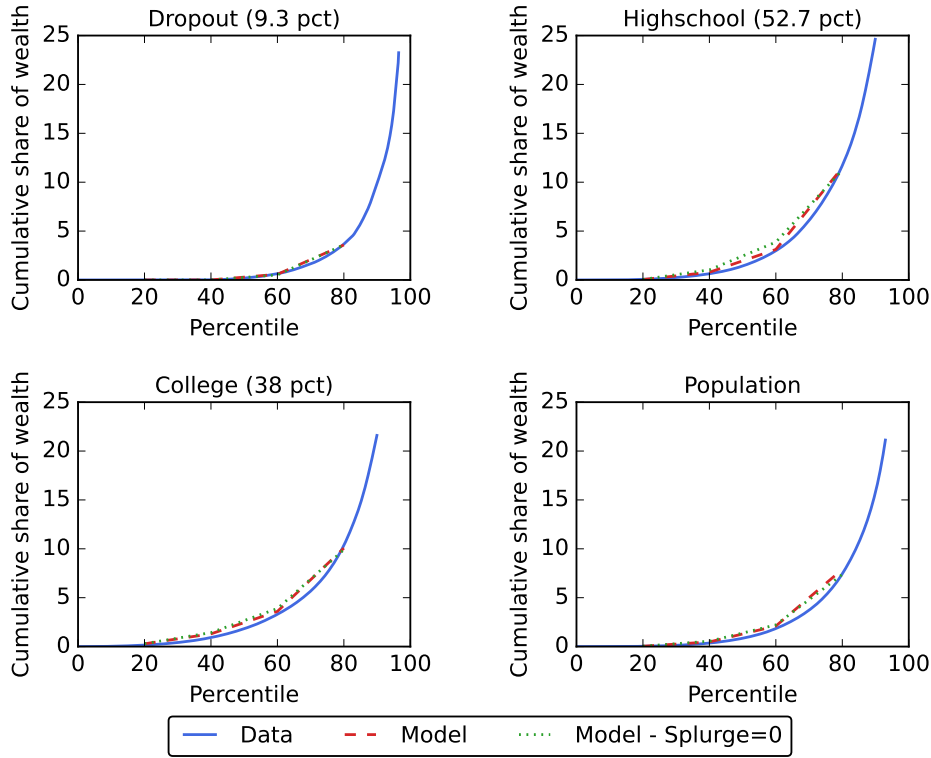 Dropout (9.3 pct)
Cumulative share of wealth
25
20
15
10
5
0
0 20 40 60 80 100
Percentile
Highschool (52.7 pct)
Cumulative share of wealth
25
20
15
10
5
0
0 20 40 60 80 100
Percentile
College (38 pct)
Cumulative share of wealth
25
20
15
10
5
0
0 20 40 60 80 100
Percentile
Population
Cumulative share of wealth
25
20
15
10
5
0
0 20 40 60 80 100
Percentile
Data Model Model - Splurge=0